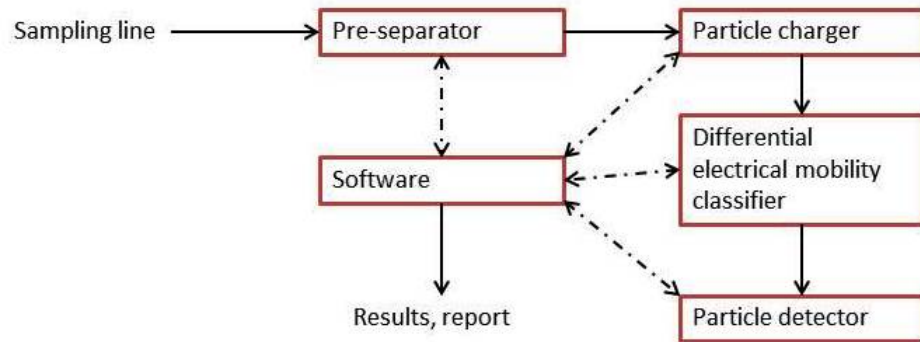 Sampling line
Pre-separator
Particle charger
Differential
electrical mobility
classifier
Software
Results, report
Particle detector